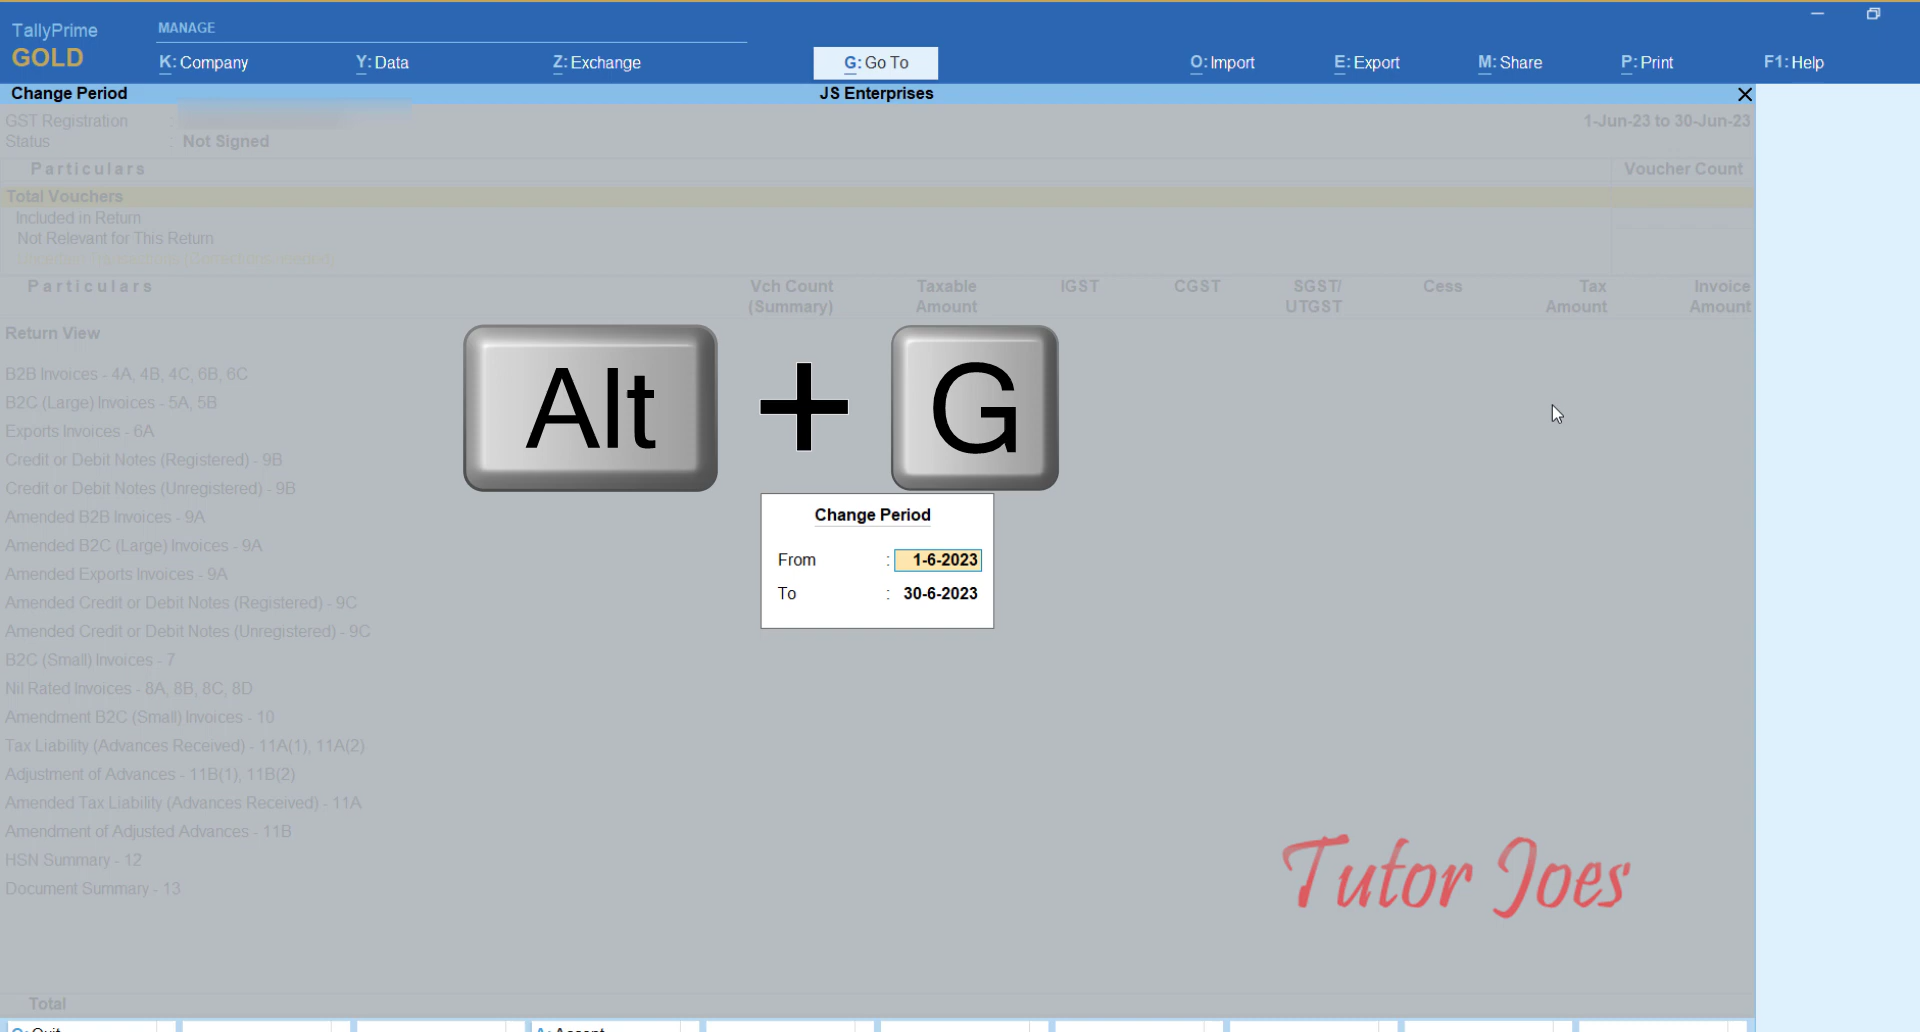 TallyPrime
GOLD
MANAGE
K: Company
Y: Data
Z: Exchange
G: Go To
O: Import
E: Export
M: Share
P: Print
F1: Help
Change Period
JS Enterprises
GST Registration :
1-Jun-23 to 30-Jun-23
Status : Not Signed
Particulars
Voucher Count
Total Vouchers
Included in Return
Not Relevant for This Return
Particulars
Vch Count
(Summary)
Taxable
Amount
IGST
CGST
SGST/
UTGST
Cess
Tax
Amount
Invoice
Amount
Return View
B2B Invoices - 4A, 4B, 4C, 6B, 6C
B2C (Large) Invoices - 5A, 5B
Exports Invoices - 6A
Credit or Debit Notes (Registered) - 9B
Credit or Debit Notes (Unregistered) - 9B
Amended B2B Invoices - 9A
Amended B2C (Large) Invoices - 9A
Amended Exports Invoices - 9A
Amended Credit or Debit Notes (Registered) - 9C
Amended Credit or Debit Notes (Unregistered) - 9C
B2C (Small) Invoices - 7
Nil Rated Invoices - 8A, 8B, 8C, 8D
Amendment B2C (Small) Invoices - 10
Tax Liability (Advances Received) - 11A(1), 11A(2)
Adjustment of Advances - 11B(1), 11B(2)
Amended Tax Liability (Advances Received) - 11A
Amendment of Adjusted Advances - 11B
HSN Summary - 12
Document Summary - 13
Alt + G
Change Period
From : 1-6-2023
To : 30-6-2023
Tutor Joes
Total
Q: Quit
A: Accept